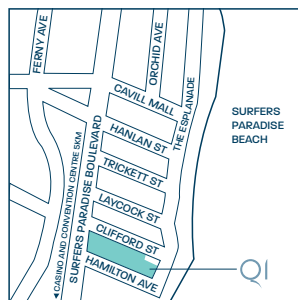 FERNY AVE
ORCHID AVE
CAVILL MALL
THE ESPLANADE
SURFERS
PARADISE
BEACH
HANLAN ST
TRICKETT ST
LAYCOCK ST
CLIFFORD ST
HAMILTON AVE
SURFERS PARADISE BOULEVARD
CASINO AND CONVENTION CENTRE 5KM
Q1